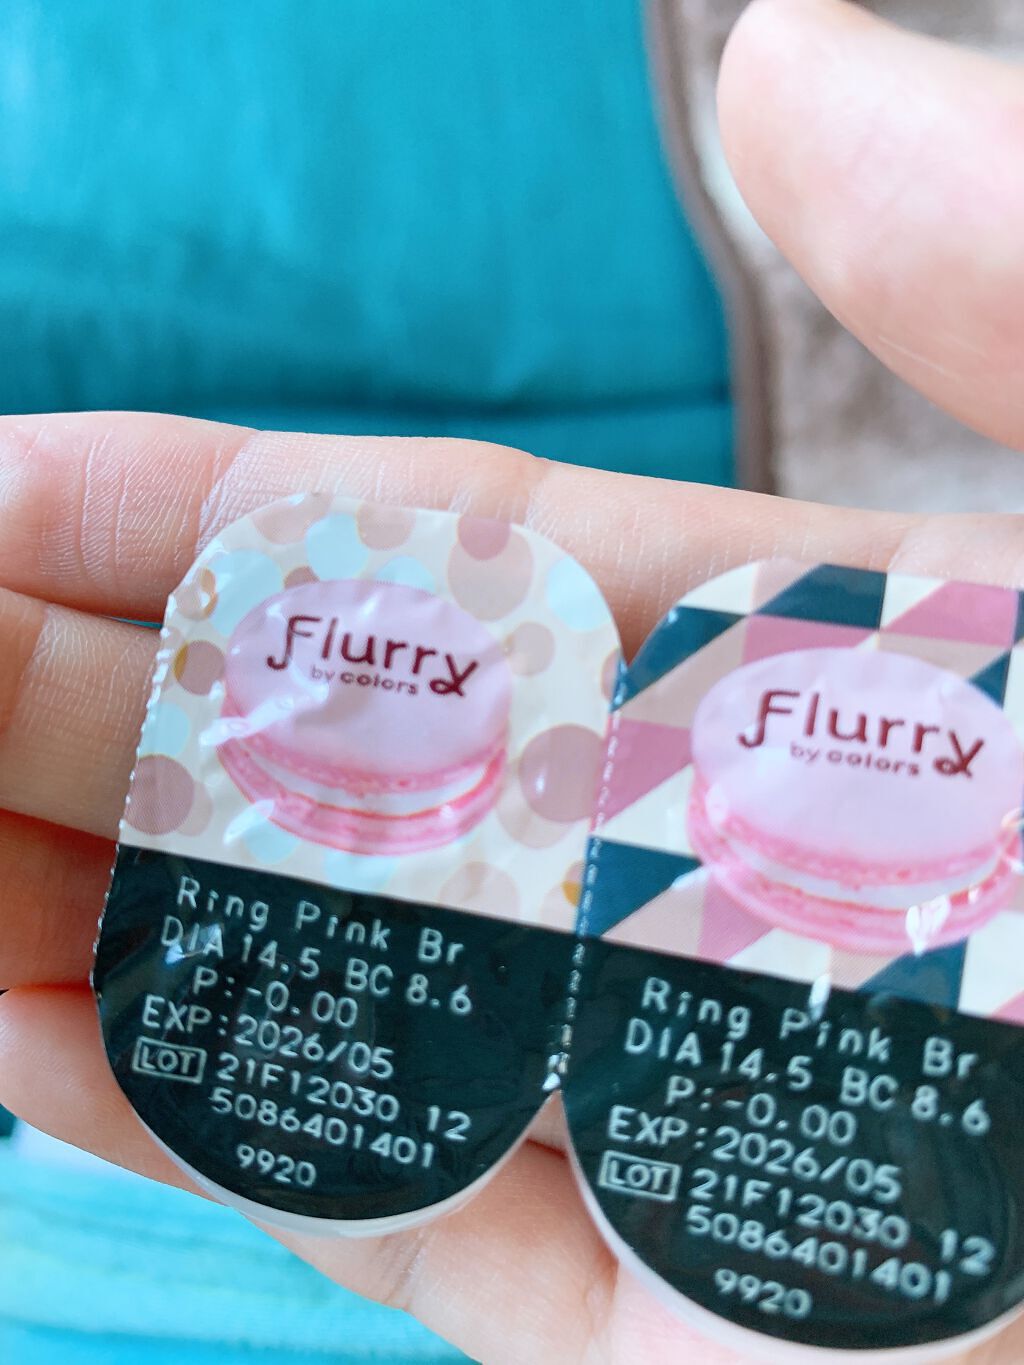 Flurry
by colors
Ring Pink Br
DIA 14.5 BC 8.6
P:-0.00
EXP:2026/05
LOT 21F12030 12
5086401401
9920
Flurry
by colors
Ring Pink Br
DIA 14.5 BC 8.6
P:-0.00
EXP:2026/05
LOT 21F12030 12
5086401401
9920